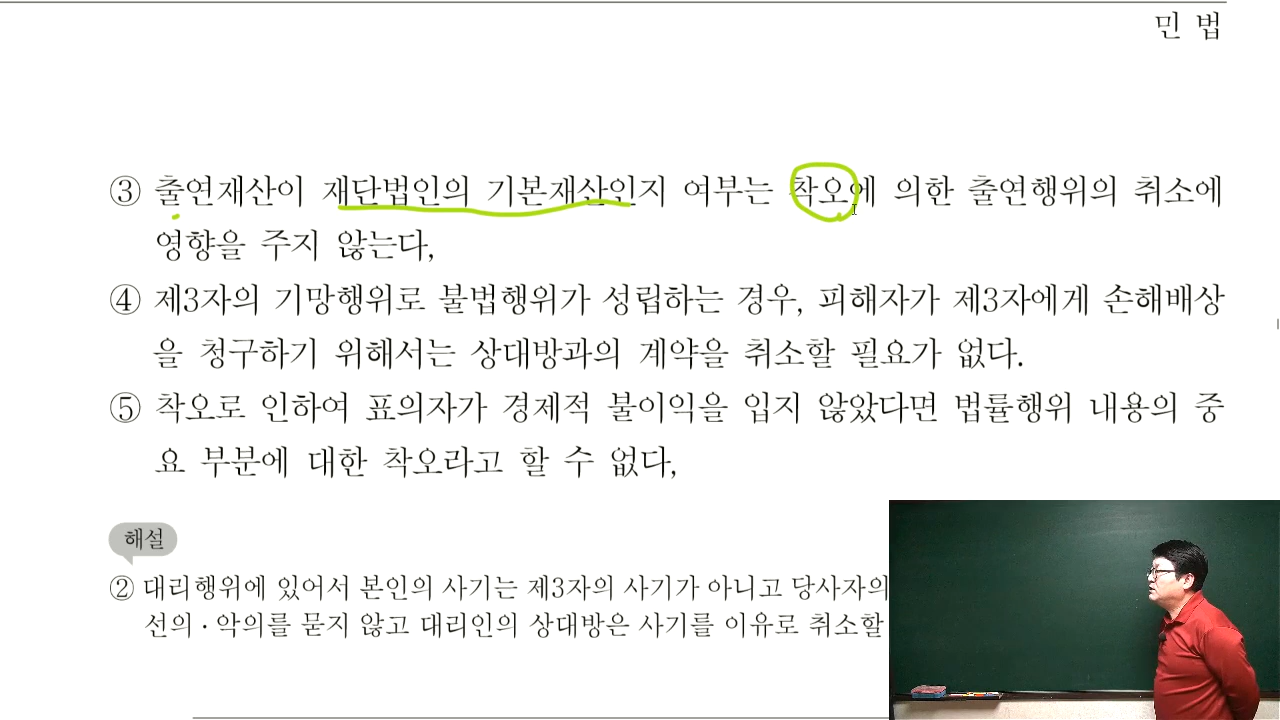 민 법
③ 출연재산이 재단법인의 기본재산인지 여부는 착오에 의한 출연행위의 취소에
영향을 주지 않는다,
④ 제3자의 기망행위로 불법행위가 성립하는 경우, 피해자가 제3자에게 손해배상
을 청구하기 위해서는 상대방과의 계약을 취소할 필요가 없다.
⑤ 착오로 인하여 표의자가 경제적 불이익을 입지 않았다면 법률행위 내용의 중
요 부분에 대한 착오라고 할 수 없다,
해설
② 대리행위에 있어서 본인의 사기는 제3자의 사기가 아니고 당사자의
선의 · 악의를 묻지 않고 대리인의 상대방은 사기를 이유로 취소할